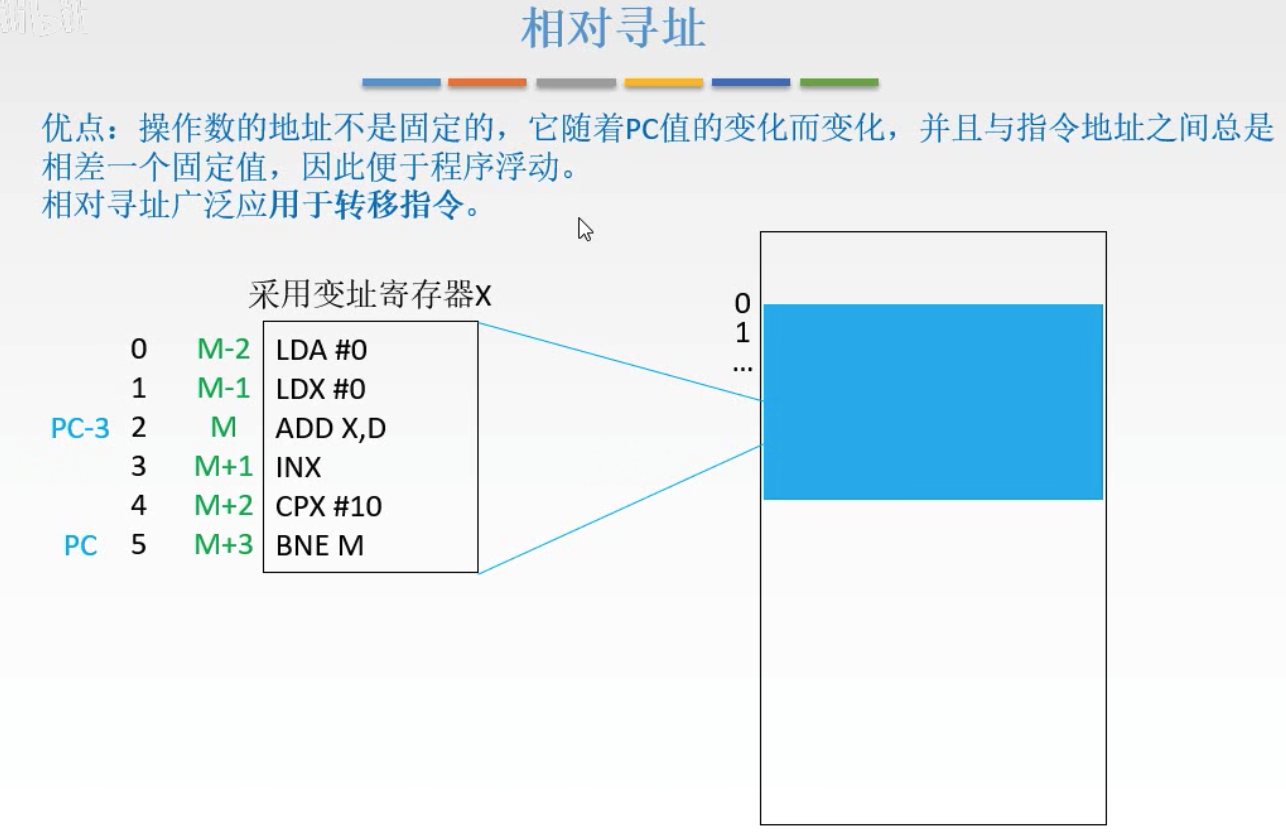 相对寻址
优点：操作数的地址不是固定的，它随着PC值的变化而变化，并且与指令地址之间总是
相差一个固定值，因此便于程序浮动。
相对寻址广泛应用于转移指令。
采用变址寄存器X
0 M-2 LDA #0
1 M-1 LDX #0
PC-3 2 M ADD X,D
3 M+1 INX
4 M+2 CPX #10
PC 5 M+3 BNE M
0
1
...